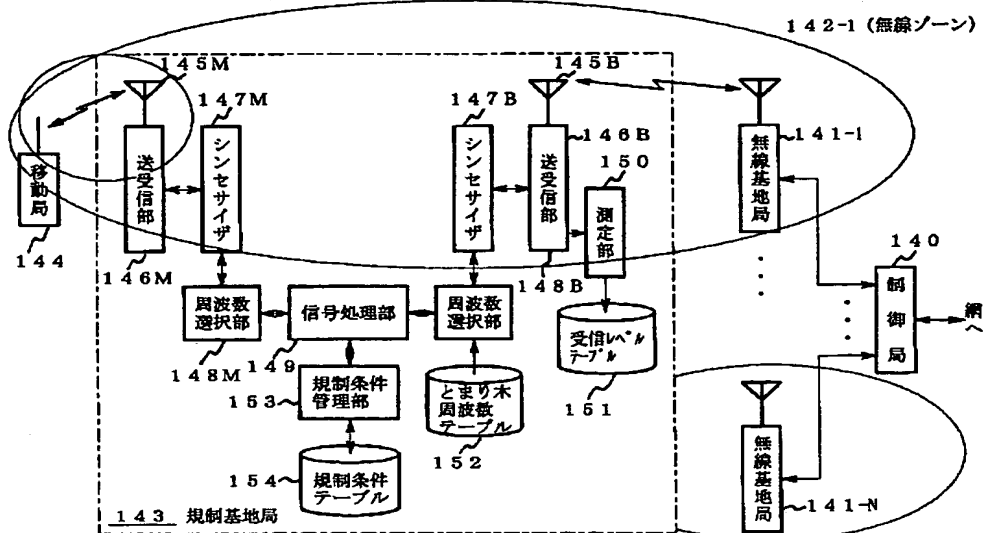 142-1 (無線ゾーン)
145M
147M
シンセサイザ
送受信部
移動局
144
146M
147B
シンセサイザ
145B
146B
送受信部
150
測定部
148B
無線基地局
141-1
140
制御局
網へ
周波数
選択部
148M
信号処理部
149
周波数
選択部
受信レベル
テーブル
151
153
規制条件
管理部
とまり木
周波数
テーブル
152
154
規制条件
テーブル
143 規制基地局
無線基地局
141-N